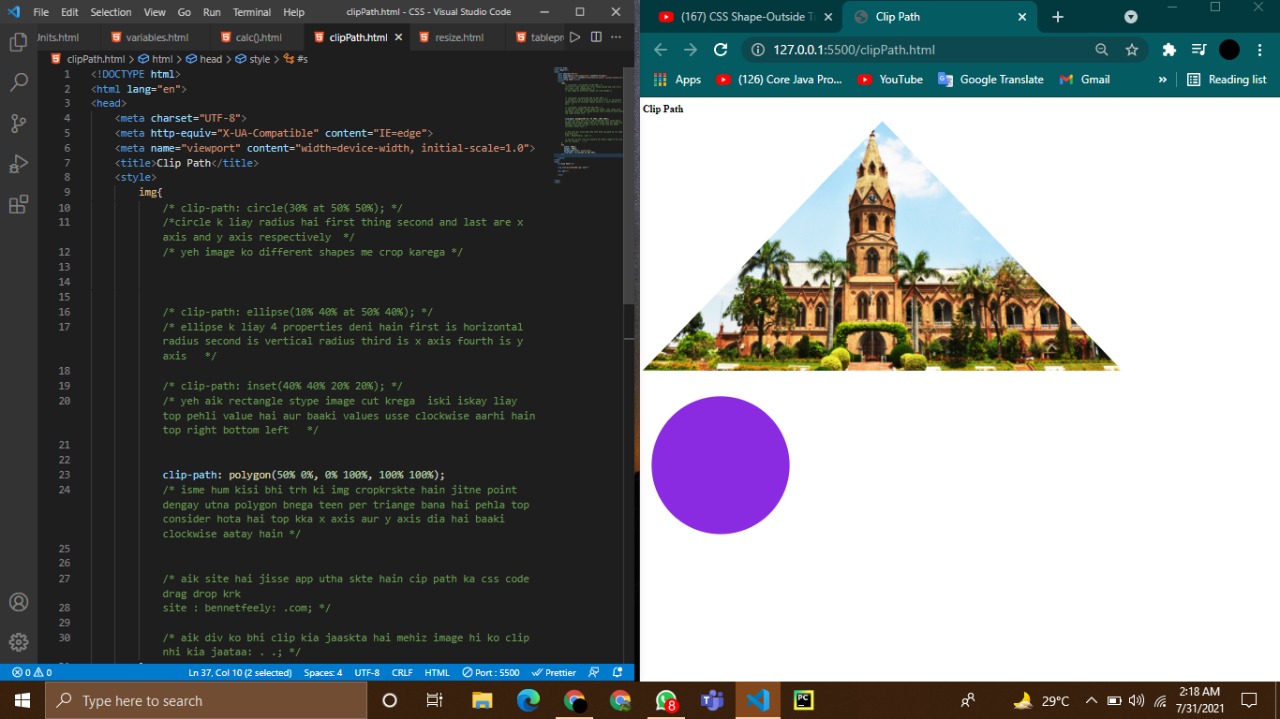 File Edit Selection View Go Run Terminal Help clipPath.html - CSS - Visual Studio Code
Units.html variables.html calc().html clipPath.html resize.html tablepr
clipPath.html > html > head > style > #s
1 <!DOCTYPE html>
2 <html lang="en">
3 <head>
4 <meta charset="UTF-8">
5 <meta http-equiv="X-UA-Compatible" content="IE=edge">
6 <meta name="viewport" content="width=device-width, initial-scale=1.0">
7 <title>Clip Path</title>
8 <style>
9 img{
10 /* clip-path: circle(30% at 50% 50%); */
11 /*circle k liay radius hai first thing second and last are x
axis and y axis respectively */
12 /* yeh image ko different shapes me crop karega */
13
14
15
16 /* clip-path: ellipse(10% 40% at 50% 40%); */
17 /* ellipse k liay 4 properties deni hain first is horizontal
radius second is vertical radius third is x axis fourth is y
axis */
18
19 /* clip-path: inset(40% 40% 20% 20%); */
20 /* yeh aik rectangle stype image cut krega iski iskay liay
top pehli value hai aur baaki values usse clockwise aarhi hain
top right bottom left */
21
22
23 clip-path: polygon(50% 0%, 0% 100%, 100% 100%);
24 /* isme hum kisi bhi trh ki img cropkrskte hain jitne point
dengay utna polygon bnega teen per triange bana hai pehla top
consider hota hai top kka x axis aur y axis dia hai baaki
clockwise aatay hain */
25
26
27 /* aik site hai jisse app utha skte hain cip path ka css code
drag drop krk
28 site : bennetfeely: .com; */
29
30 /* aik div ko bhi clip kia jaaskta hai mehiz image hi ko clip
nhi kia jaataa: . .; */
0 0 Ln 37, Col 10 (2 selected) Spaces: 4 UTF-8 CRLF HTML Port : 5500 Prettier
(167) CSS Shape-Outside T Clip Path
127.0.0.1:5500/clipPath.html
Apps (126) Core Java Pro... YouTube Google Translate Gmail » Reading list
Clip Path
Type here to search
8
PC
29°C
2:18 AM
7/31/2021